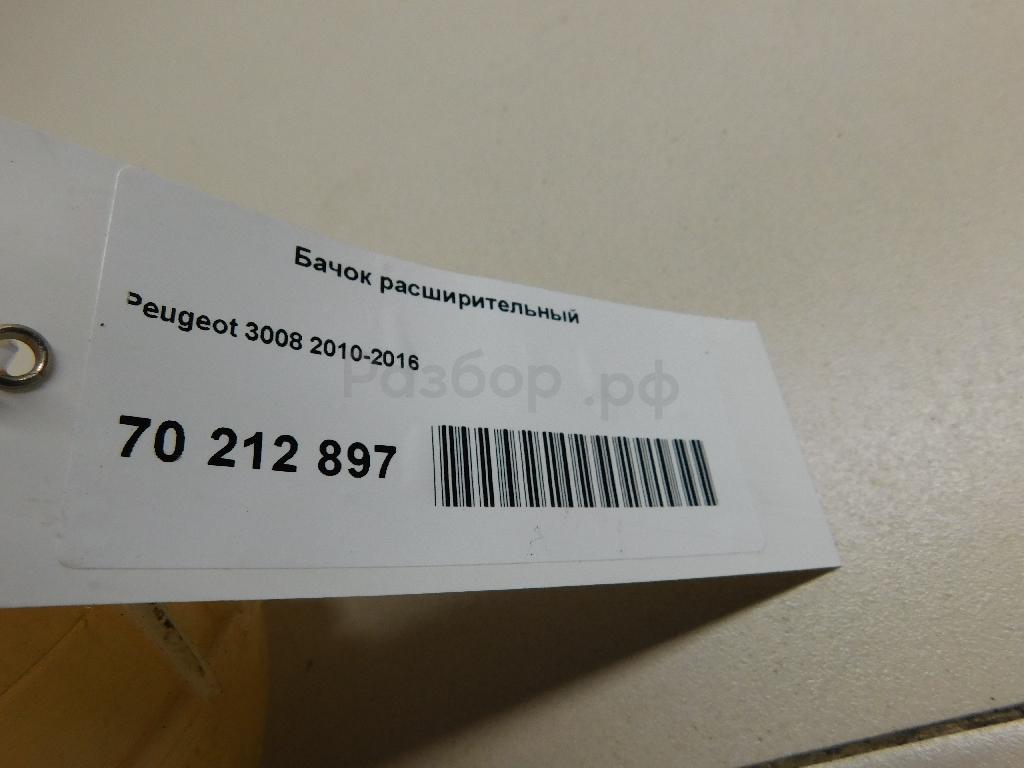 Бачок расширительный
Peugeot 3008 2010-2016
Разбор.рф
70 212 897